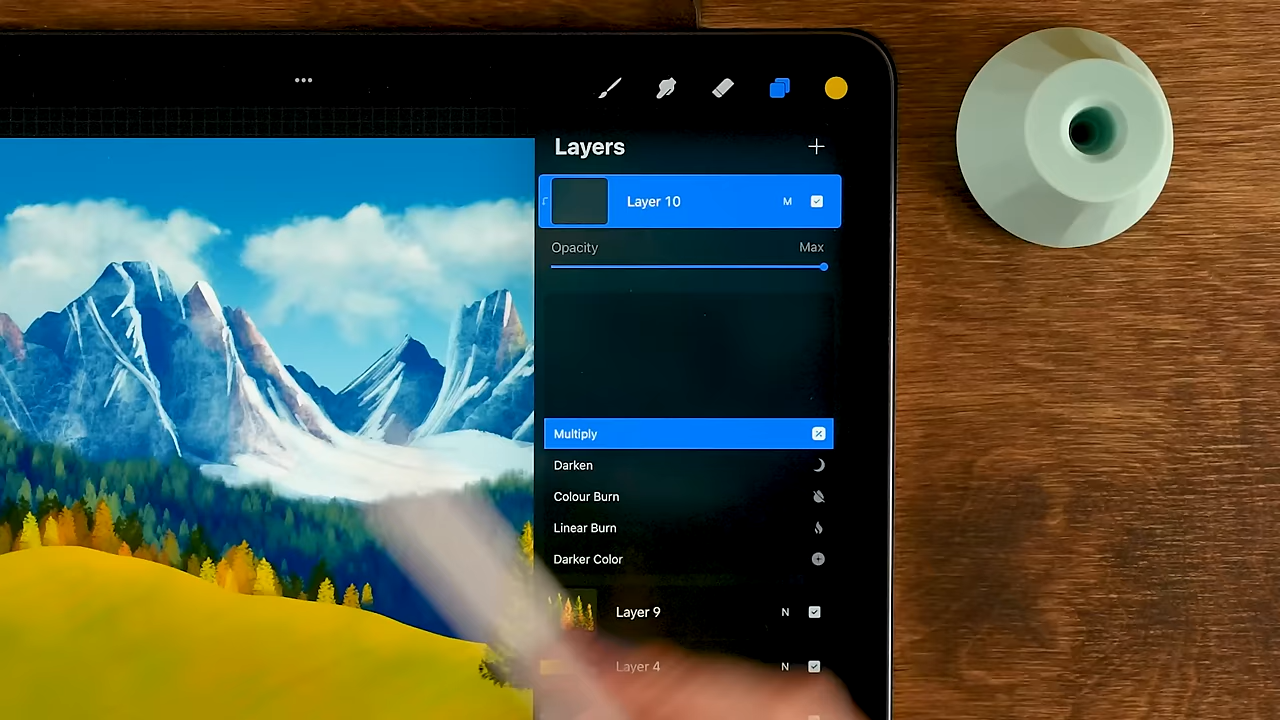 Layers
Layer 10 M
Opacity Max
Multiply
Darken
Colour Burn
Linear Burn
Darker Color
Layer 9 N
Layer 4 N